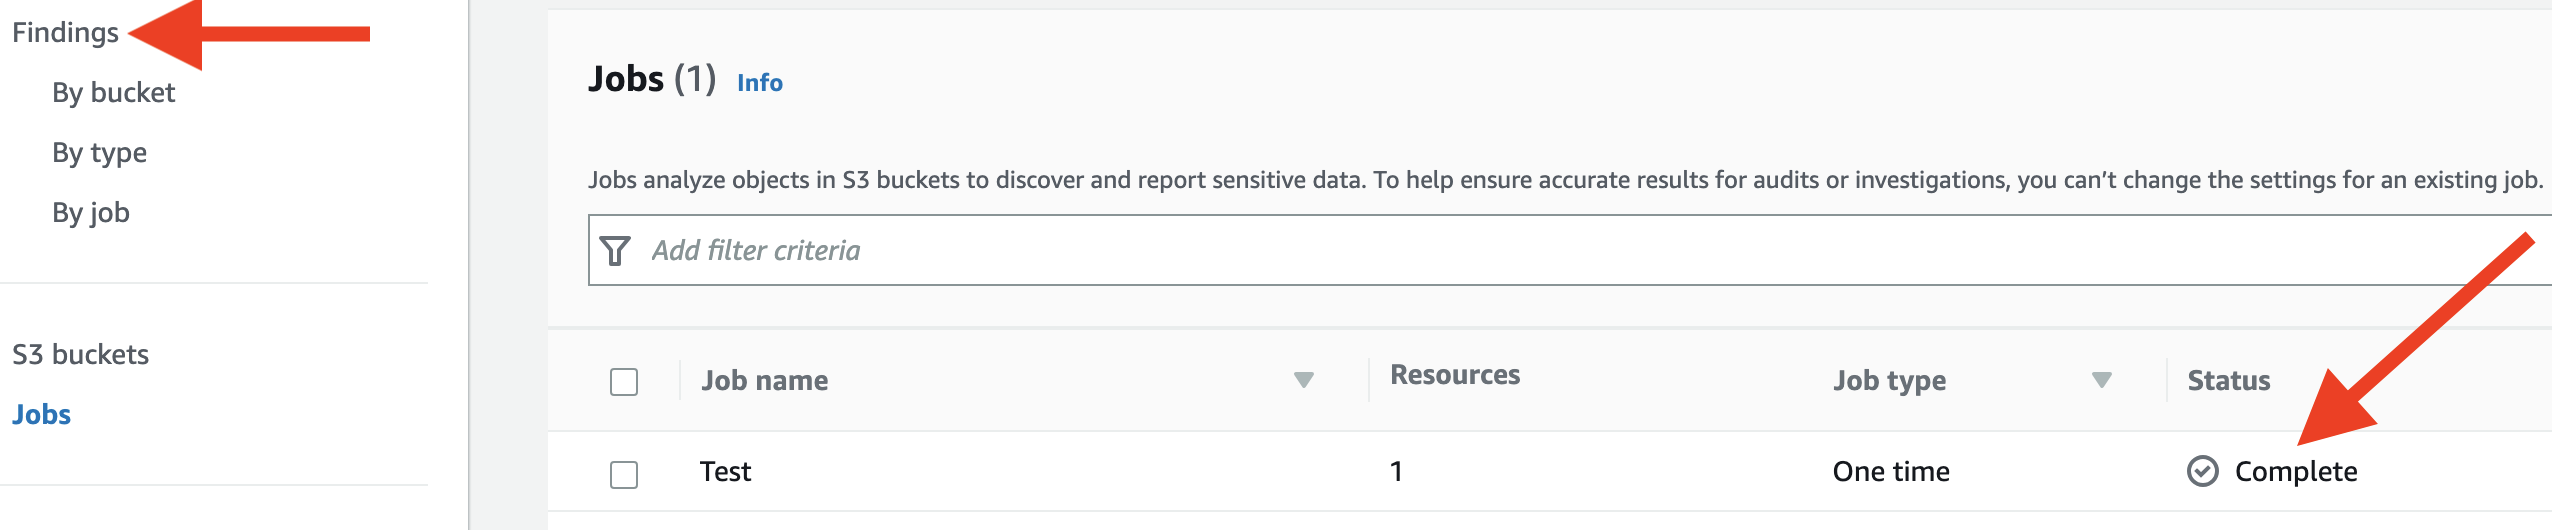 Findings
By bucket
By type
By job
S3 buckets
Jobs
Jobs (1) Info
Jobs analyze objects in S3 buckets to discover and report sensitive data. To help ensure accurate results for audits or investigations, you can’t change the settings for an existing job.
Add filter criteria
Job name Resources Job type Status
Test 1 One time Complete